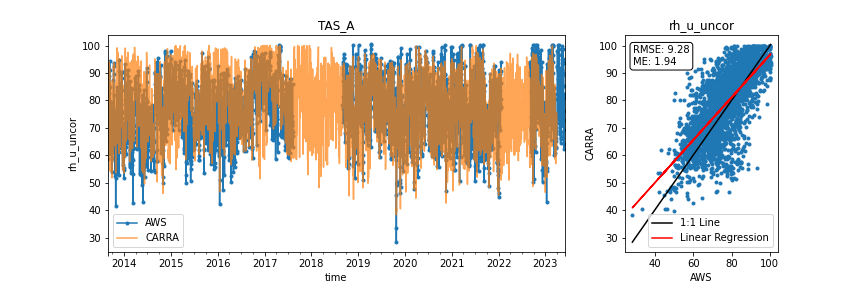 TAS_A
rh_u_uncor
100
90
80
70
60
50
40
30
rh_u_uncor
AWS
CARRA
2014
2015
2016
2017
2018
2019
2020
2021
2022
2023
time
rh_u_uncor
RMSE: 9.28
ME: 1.94
100
90
80
70
60
50
40
30
CARRA
1:1 Line
Linear Regression
40
60
80
100
AWS